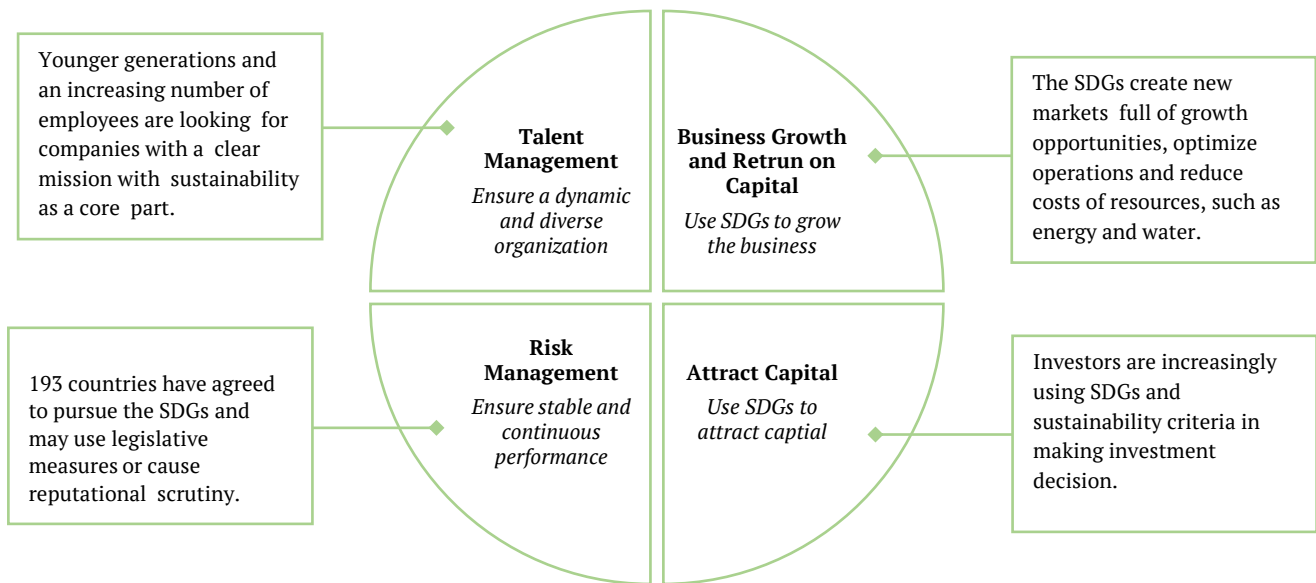 Younger generations and
an increasing number of
employees are looking for
companies with a clear
mission with sustainability
as a core part.
Talent
Management
Ensure a dynamic
and diverse
organization
Business Growth
and Retrun on
Capital
Use SDGs to grow
the business
The SDGs create new
markets full of growth
opportunities, optimize
operations and reduce
costs of resources, such as
energy and water.
193 countries have agreed
to pursue the SDGs and
may use legislative
measures or cause
reputational scrutiny.
Risk
Management
Ensure stable and
continuous
performance
Attract Capital
Use SDGs to
attract captial
Investors are increasingly
using SDGs and
sustainability criteria in
making investment
decision.